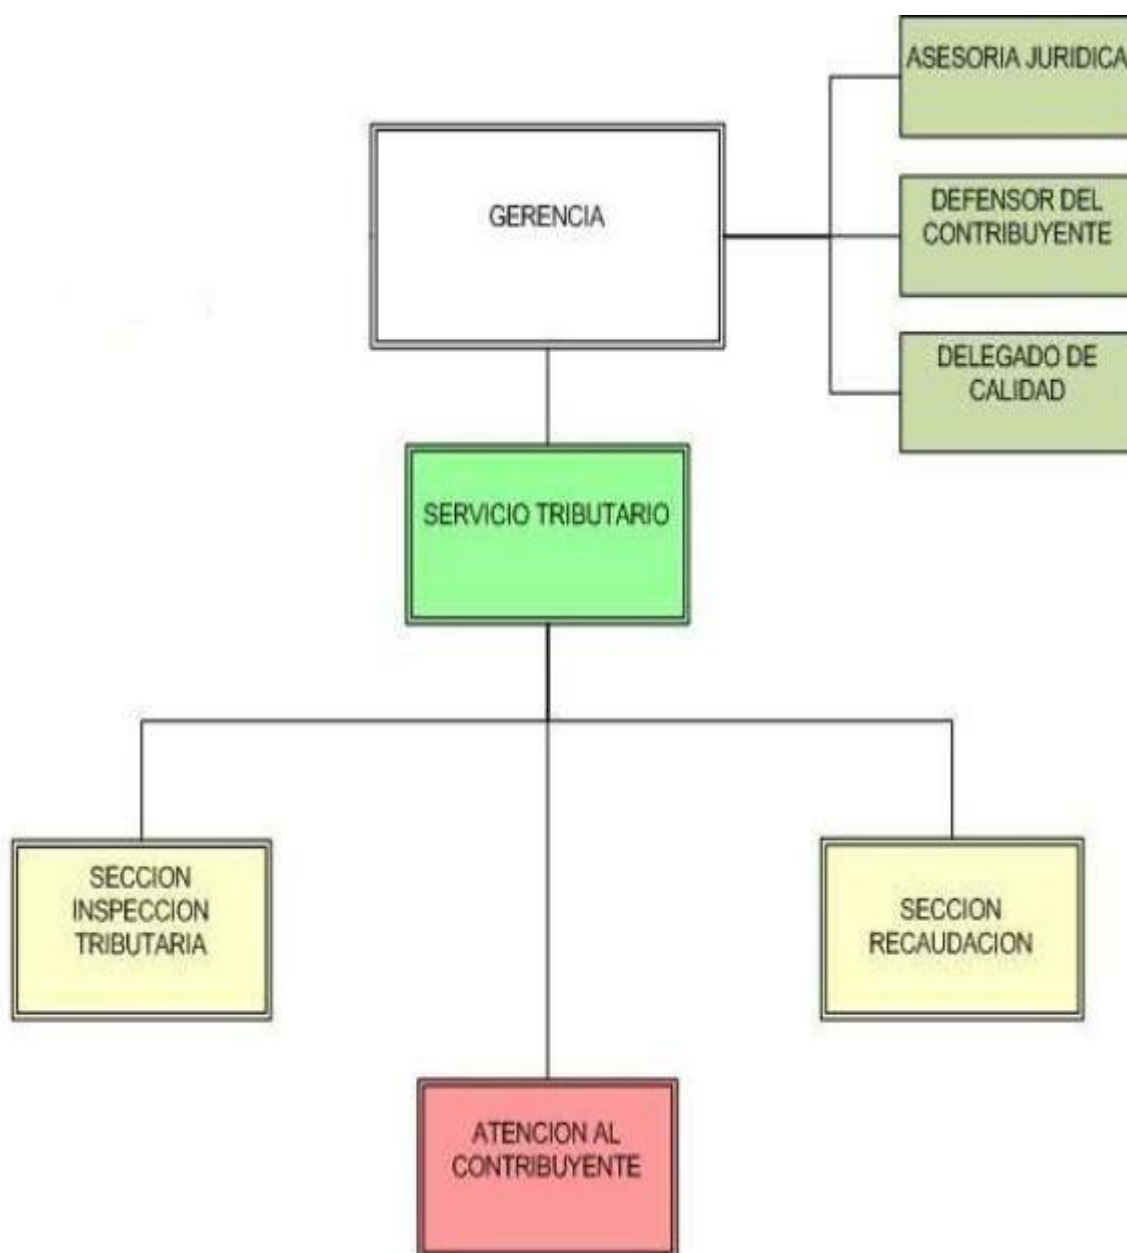 ASESORIA JURIDICA
GERENCIA
DEFENSOR DEL
CONTRIBUYENTE
DELEGADO DE
CALIDAD
SERVICIO TRIBUTARIO
SECCION
INSPECCION
TRIBUTARIA
SECCION
RECAUDACION
ATENCION AL
CONTRIBUYENTE